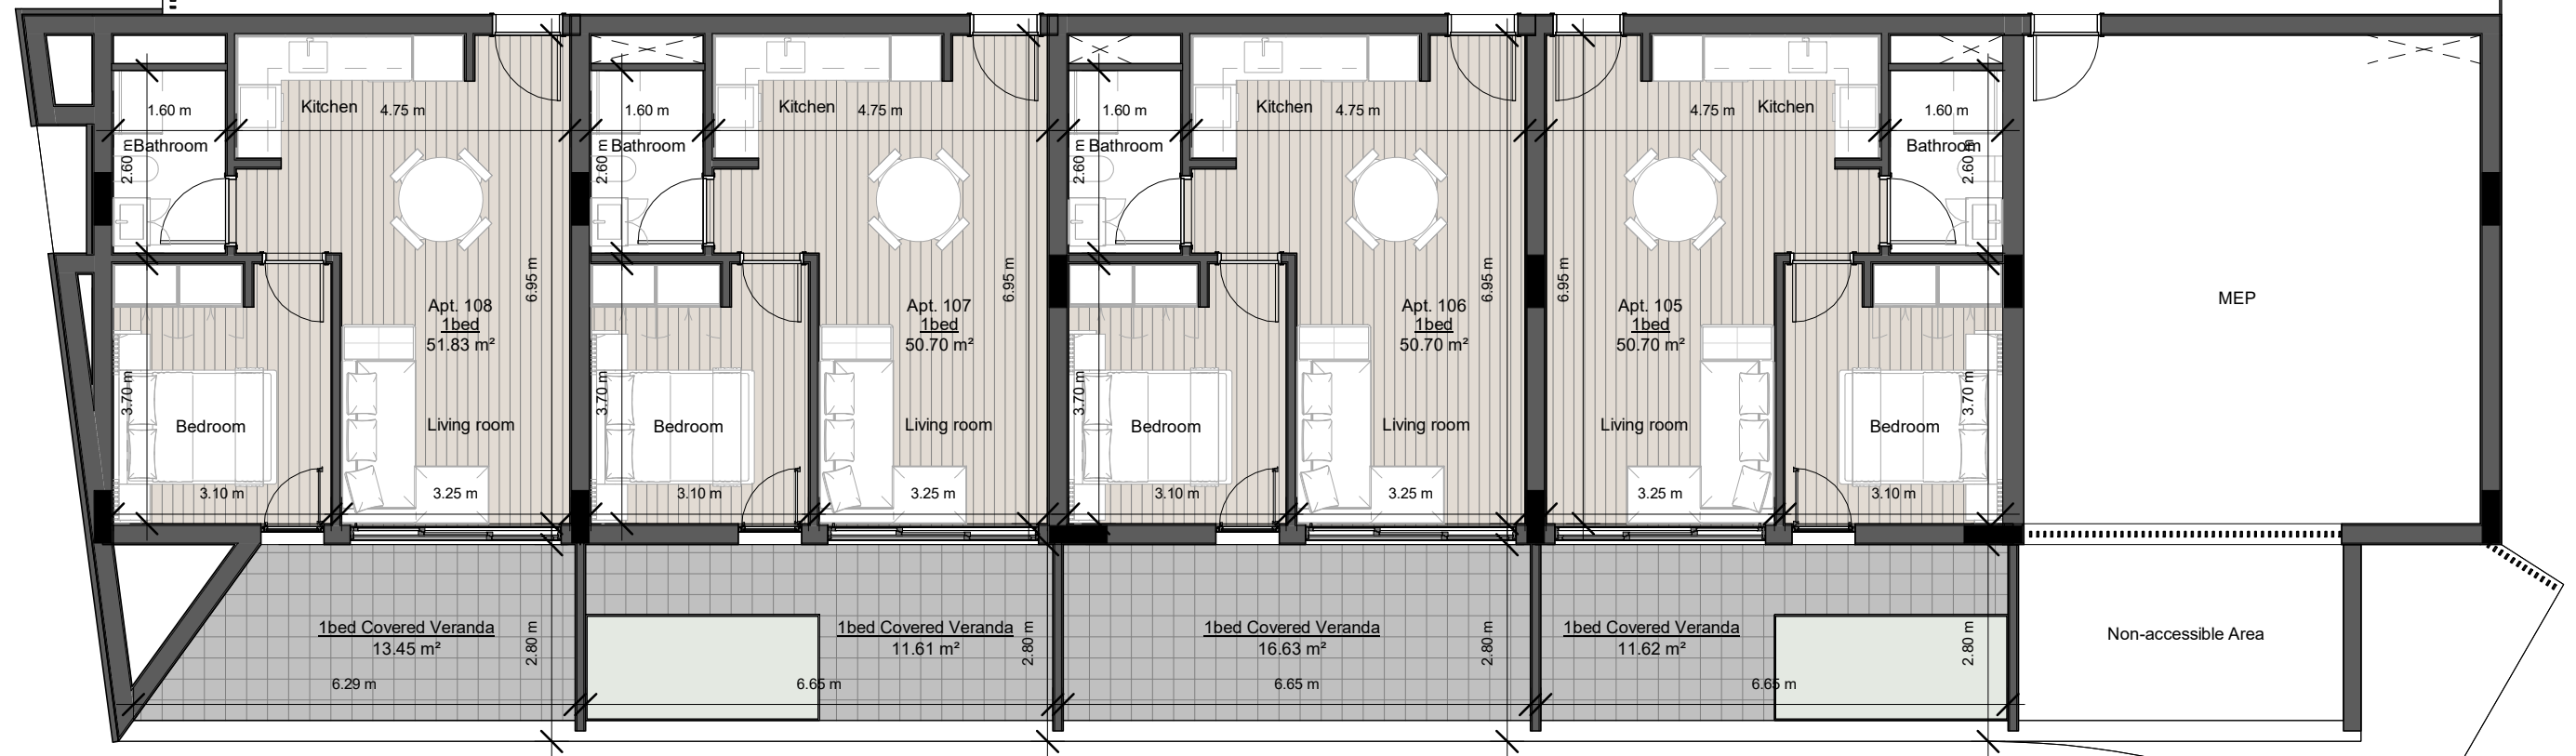 1.60 m
Kitchen
4.75 m
Bathroom
2.60 m
Apt. 108
1bed
51.83 m²
6.95 m
3.70 m
Bedroom
Living room
3.10 m
3.25 m
1.60 m
Kitchen
4.75 m
Bathroom
2.60 m
Apt. 107
1bed
50.70 m²
6.95 m
3.70 m
Bedroom
Living room
3.10 m
3.25 m
1.60 m
Kitchen
4.75 m
Bathroom
2.60 m
Apt. 106
1bed
50.70 m²
6.95 m
3.70 m
Bedroom
Living room
3.10 m
3.25 m
4.75 m
Kitchen
1.60 m
Bathroom
2.60 m
6.95 m
Apt. 105
1bed
50.70 m²
Living room
Bedroom
3.70 m
3.25 m
3.10 m
MEP
1bed Covered Veranda
13.45 m²
2.80 m
6.29 m
1bed Covered Veranda
11.61 m²
2.80 m
6.65 m
1bed Covered Veranda
16.63 m²
2.80 m
6.65 m
1bed Covered Veranda
11.62 m²
2.80 m
6.65 m
Non-accessible Area